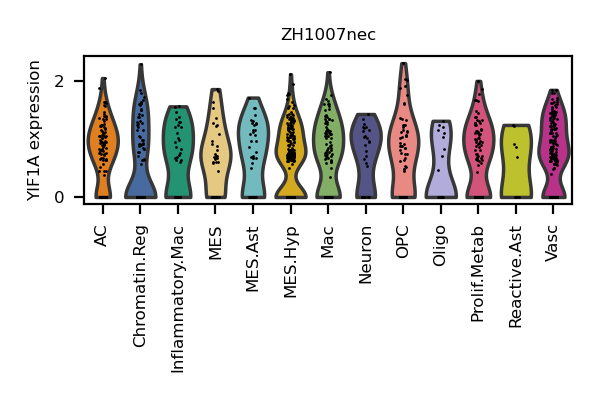 ZH1007nec
YIF1A expression
2
0
AC
Chromatin.Reg
Inflammatory.Mac
MES
MES.Ast
MES.Hyp
Mac
Neuron
OPC
Oligo
Prolif.Metab
Reactive.Ast
Vasc